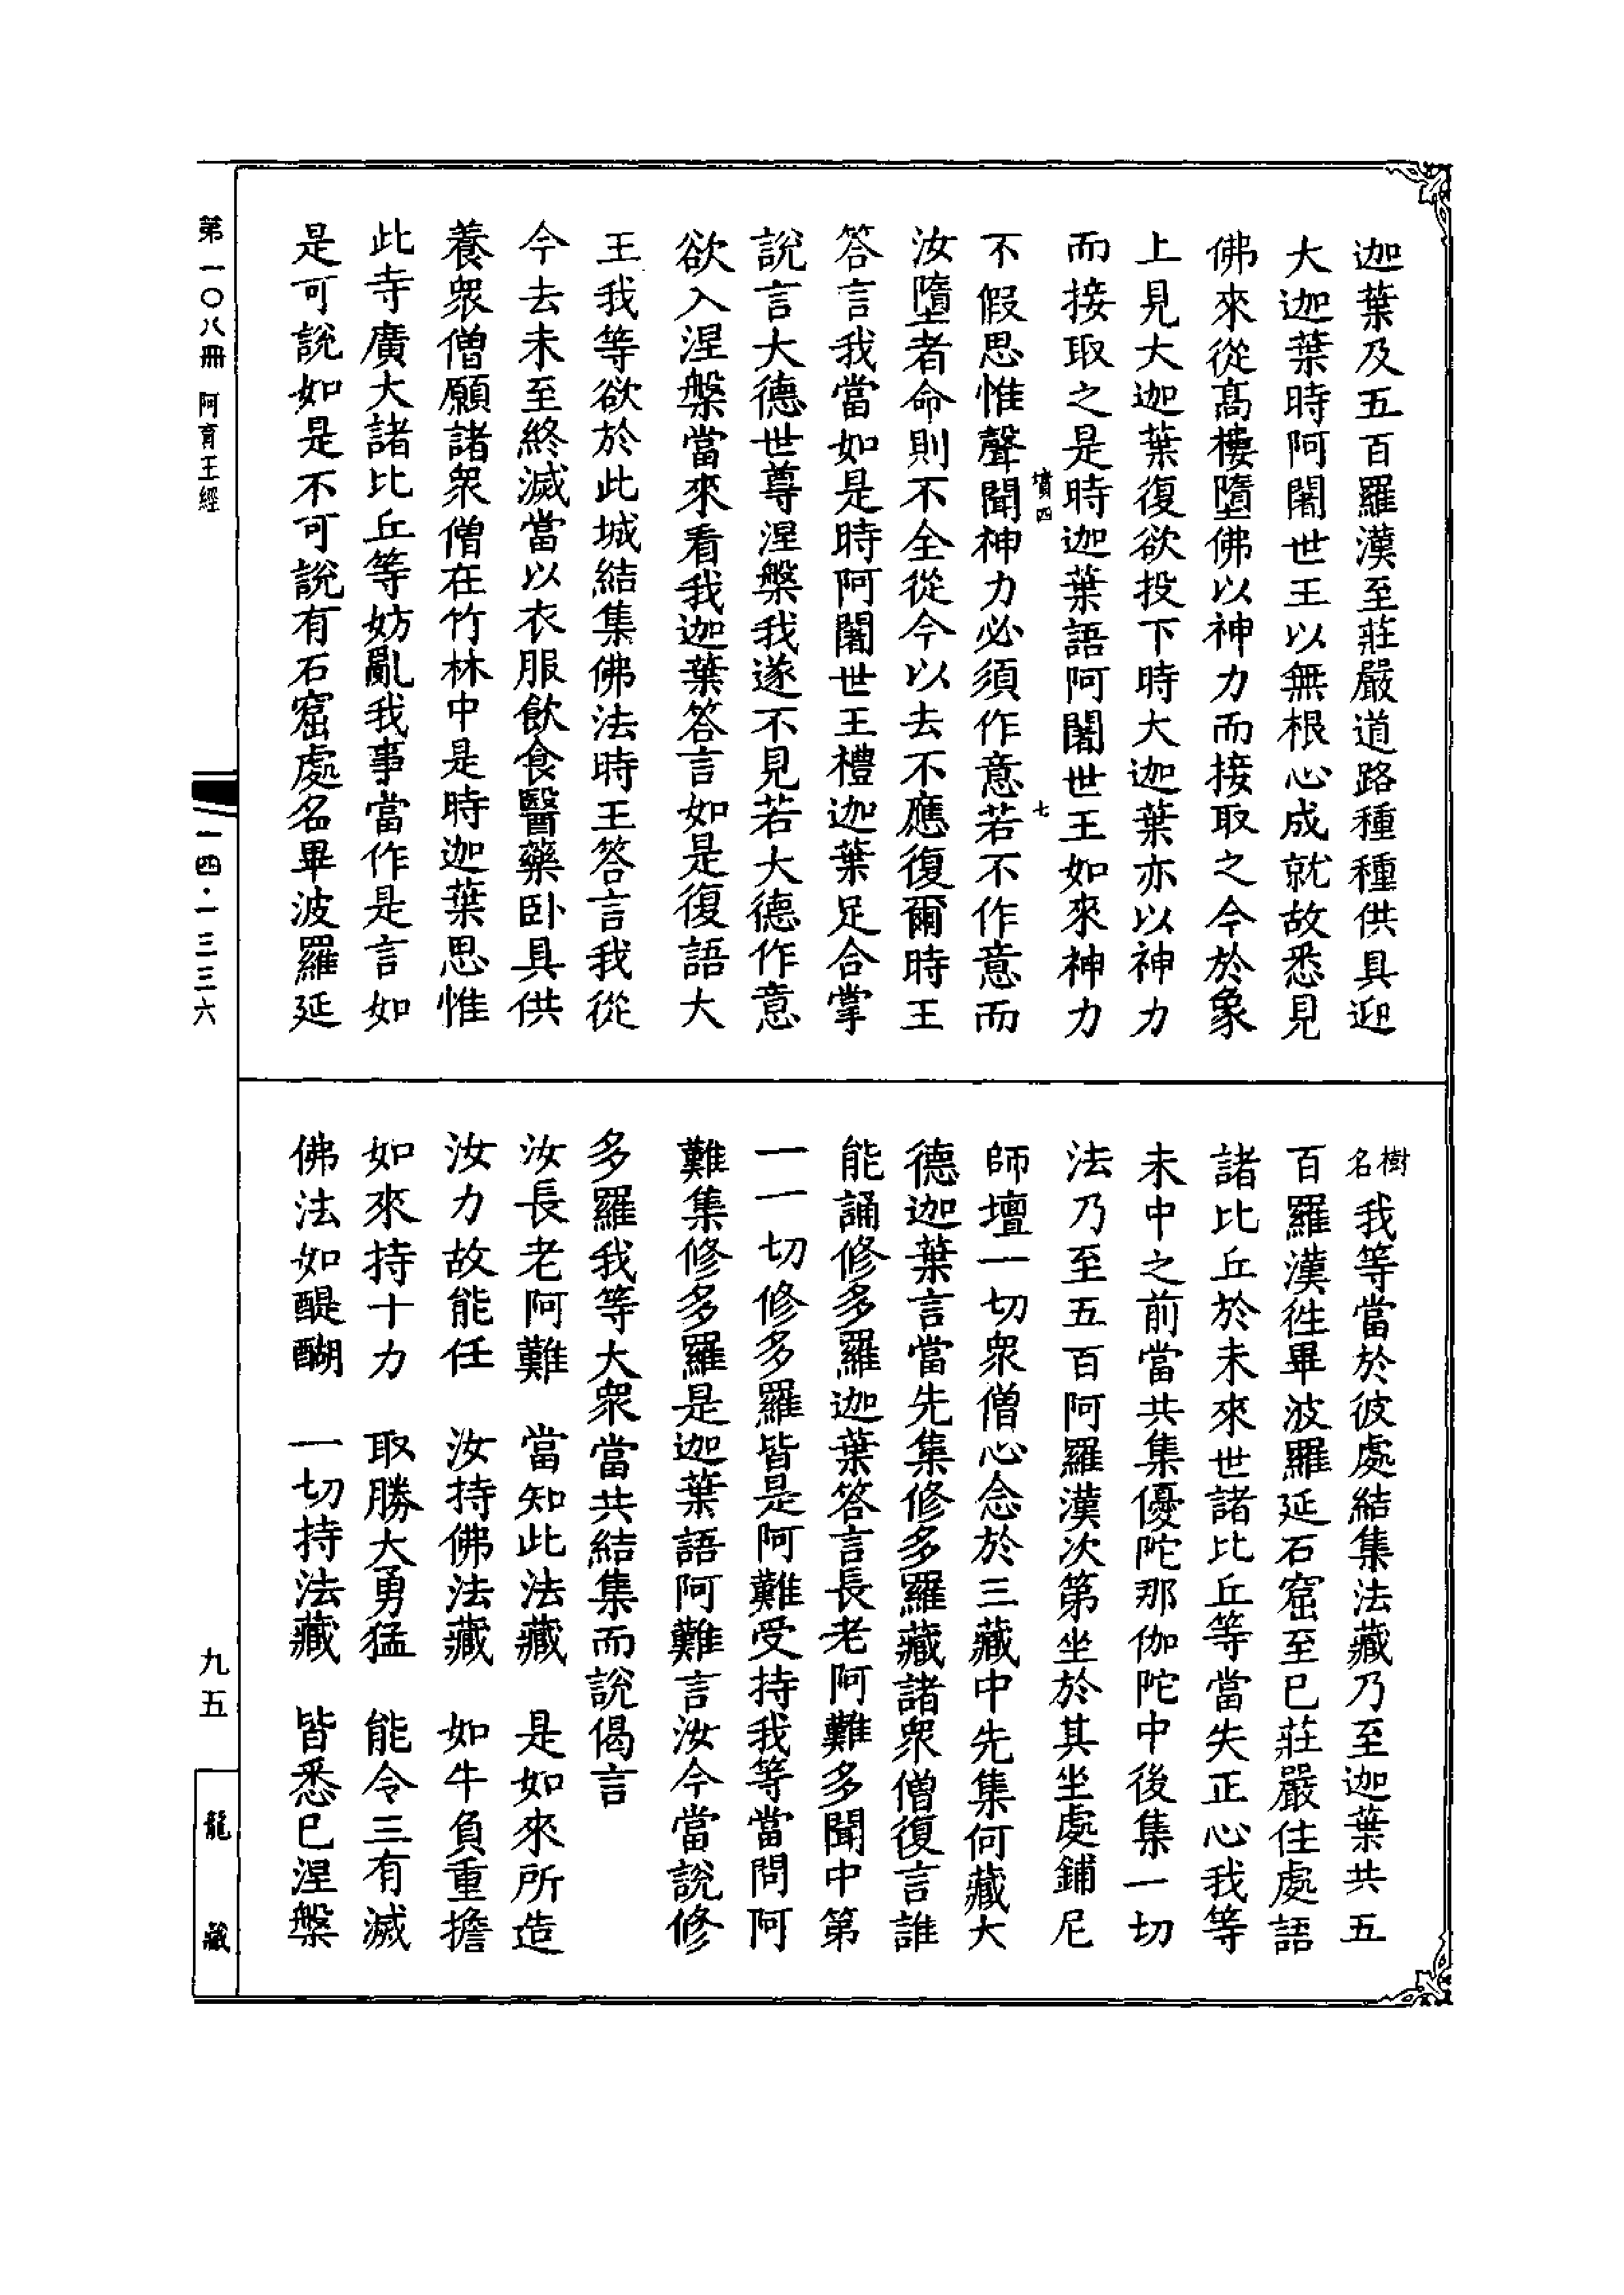 迦葉及五百羅漢至莊嚴道路種種供具迎
大迦葉時阿闍世王以無根心成就故悉見
佛來從高樓墮佛以神力而接取之今於象
上見大迦葉復欲投下時大迦葉亦以神力
而接取之是時迦葉語阿闍世王如來神力
墳四 七
不假思惟聲聞神力必須作意若不作意而
汝墮者命則不全從今以去不應復爾時王
答言我當如是時阿闍世王禮迦葉足合掌
說言大德世尊涅槃我遂不見若大德作意
欲入涅槃當來看我迦葉答言如是復語大
王我等欲於此城結集佛法時王答言我從
今去未至終滅當以衣服飲食醫藥卧具供
養衆僧願諸衆僧在竹林中是時迦葉思惟
此寺廣大諸比丘等妨亂我事當作是言如
是可說如是不可說有石窟處名畢波羅延
樹名我等當於彼處結集法藏乃至迦葉共五
百羅漢徃畢波羅延石窟至已莊嚴住處語
諸比丘於未來世諸比丘等當失正心我等
未中之前當共集優陀那伽陀中後集一切
法乃至五百阿羅漢次第坐於其坐處鋪尼
師壇一切衆僧心念於三藏中先集何藏大
德迦葉言當先集修多羅藏諸衆僧復言誰
能誦修多羅迦葉答言長老阿難多聞中第
一一切修多羅皆是阿難受持我等當問阿
難集修多羅是迦葉語阿難言汝今當說修
多羅我等大衆當共結集而說偈言
汝長老阿難 當知此法藏 是如來所造
汝力故能任 汝持佛法藏 如牛負重擔
如來持十力 取勝大勇猛 能令三有滅
佛法如醍醐 一切持法藏 皆悉已涅槃
第一〇八冊 阿育王經
一四·一三三六
九五
龍藏